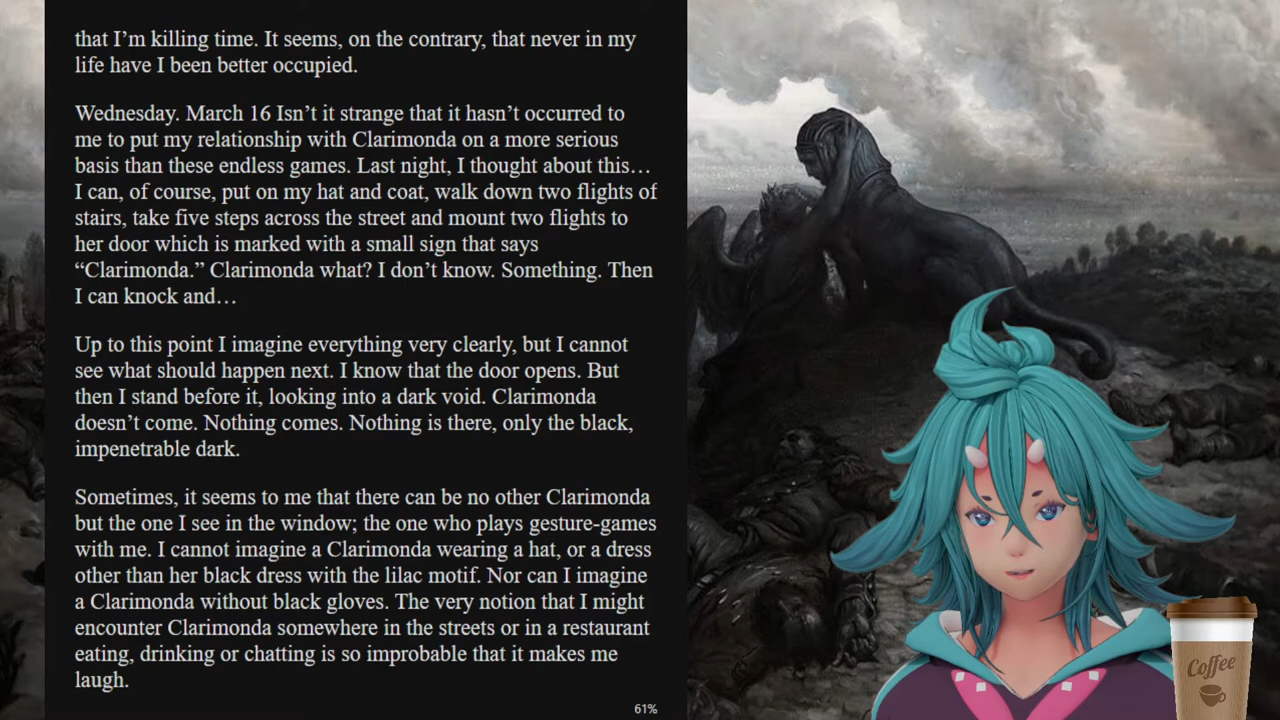 that I’m killing time. It seems, on the contrary, that never in my
life have I been better occupied.
Wednesday. March 16 Isn’t it strange that it hasn’t occurred to
me to put my relationship with Clarimonda on a more serious
basis than these endless games. Last night, I thought about this…
I can, of course, put on my hat and coat, walk down two flights of
stairs, take five steps across the street and mount two flights to
her door which is marked with a small sign that says
“Clarimonda.” Clarimonda what? I don’t know. Something. Then
I can knock and…
Up to this point I imagine everything very clearly, but I cannot
see what should happen next. I know that the door opens. But
then I stand before it, looking into a dark void. Clarimonda
doesn’t come. Nothing comes. Nothing is there, only the black,
impenetrable dark.
Sometimes, it seems to me that there can be no other Clarimonda
but the one I see in the window; the one who plays gesture-games
with me. I cannot imagine a Clarimonda wearing a hat, or a dress
other than her black dress with the lilac motif. Nor can I imagine
a Clarimonda without black gloves. The very notion that I might
encounter Clarimonda somewhere in the streets or in a restaurant
eating, drinking or chatting is so improbable that it makes me
laugh.
61%
Coffee